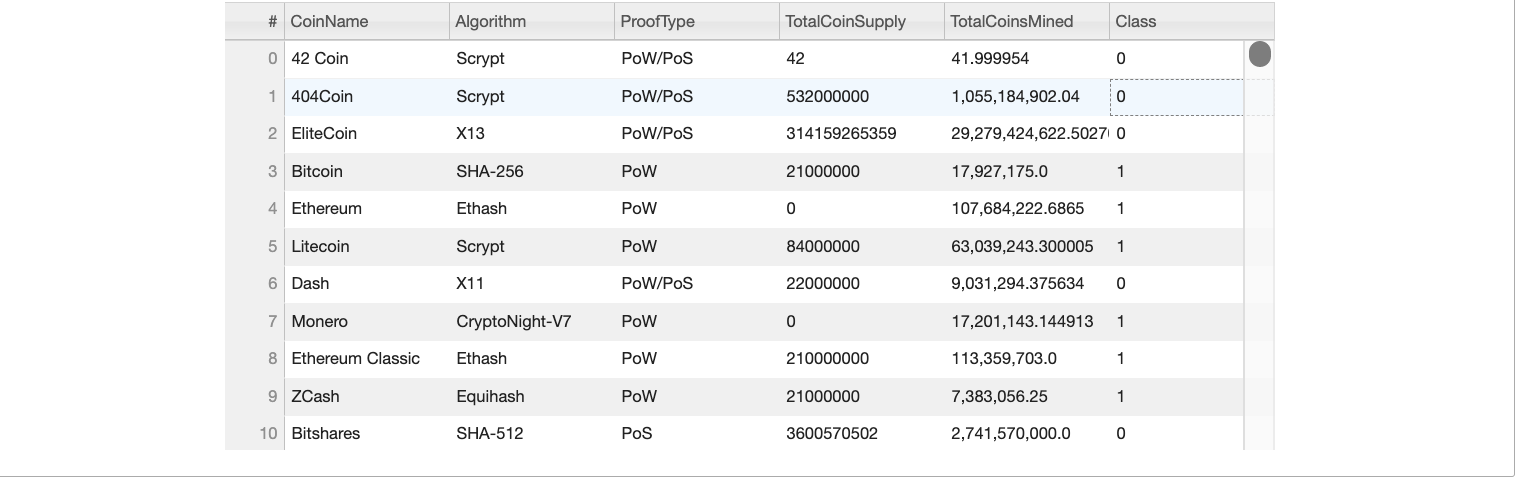 # CoinName Algorithm ProofType TotalCoinSupply TotalCoinsMined Class
0 42 Coin Scrypt PoW/PoS 42 41.999954 0
1 404Coin Scrypt PoW/PoS 532000000 1,055,184,902.04 0
2 EliteCoin X13 PoW/PoS 314159265359 29,279,424,622.5027 0
3 Bitcoin SHA-256 PoW 21000000 17,927,175.0 1
4 Ethereum Ethash PoW 0 107,684,222.6865 1
5 Litecoin Scrypt PoW 84000000 63,039,243.300005 1
6 Dash X11 PoW/PoS 22000000 9,031,294.375634 0
7 Monero CryptoNight-V7 PoW 0 17,201,143.144913 1
8 Ethereum Classic Ethash PoW 210000000 113,359,703.0 1
9 ZCash Equihash PoW 21000000 7,383,056.25 1
10 Bitshares SHA-512 PoS 3600570502 2,741,570,000.0 0